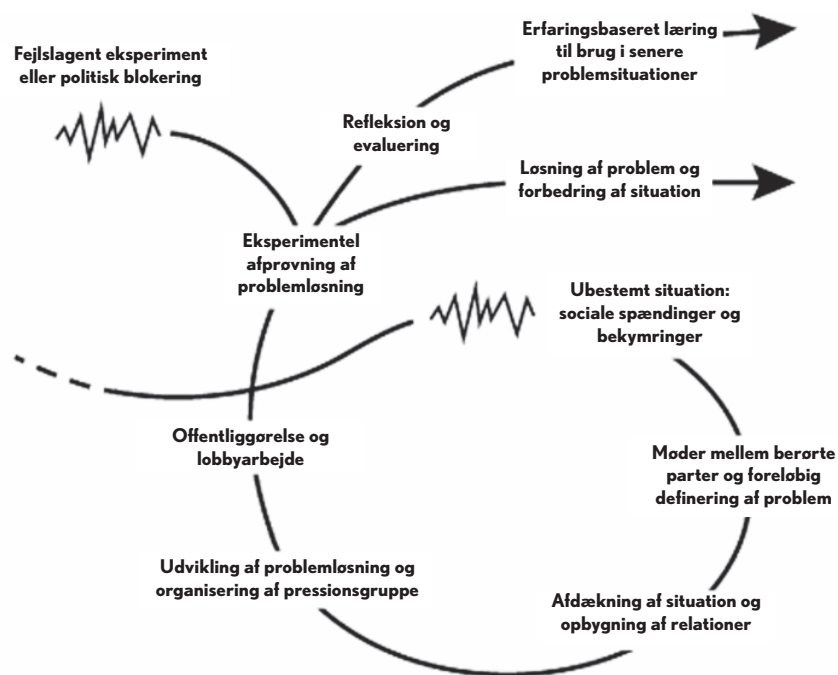 Fejlslagent eksperiment
eller politisk blokering
Erfaringsbaseret læring
til brug i senere
problemsituationer
Refleksion og
evaluering
Løsning af problem og
forbedring af situation
Eksperimentel
afprøvning af
problemløsning
Ubestemt situation:
sociale spændinger og
bekymringer
Offentliggørelse og
lobbyarbejde
Møder mellem berørte
parter og foreløbig
definering af problem
Udvikling af problemløsning og
organisering af pressionsgruppe
Afdækning af situation og
opbygning af relationer